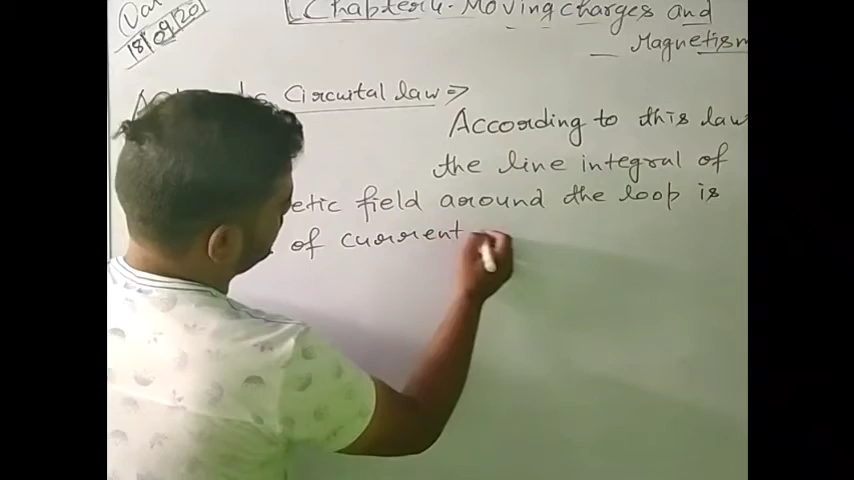 Chapter 4. Moving charges and
Magnetism
18/09/20
Circuital law =>
According to this law
the line integral of
etic field around the loop is
of current